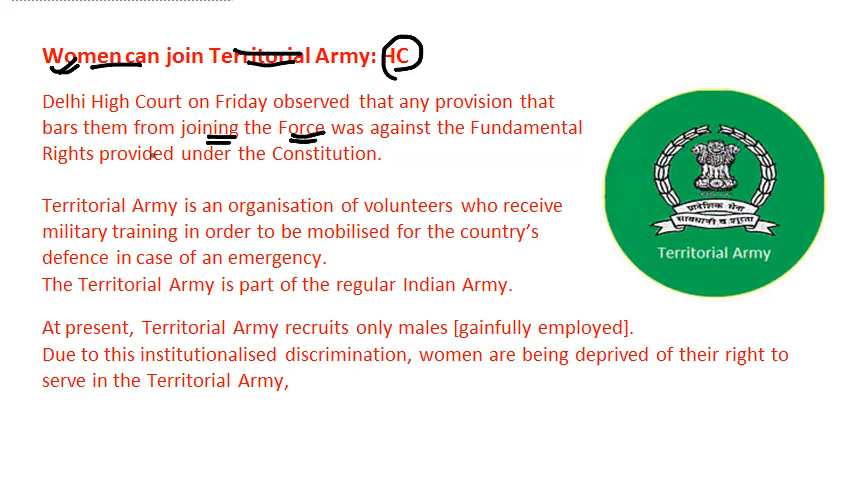 Women can join Territorial Army: HC
Delhi High Court on Friday observed that any provision that
bars them from joining the Force was against the Fundamental
Rights provided under the Constitution.
Territorial Army is an organisation of volunteers who receive
military training in order to be mobilised for the country's
defence in case of an emergency.
The Territorial Army is part of the regular Indian Army.
प्रादेशिक सेना
सावधानी व शूरता
Territorial Army
At present, Territorial Army recruits only males [gainfully employed].
Due to this institutionalised discrimination, women are being deprived of their right to
serve in the Territorial Army,